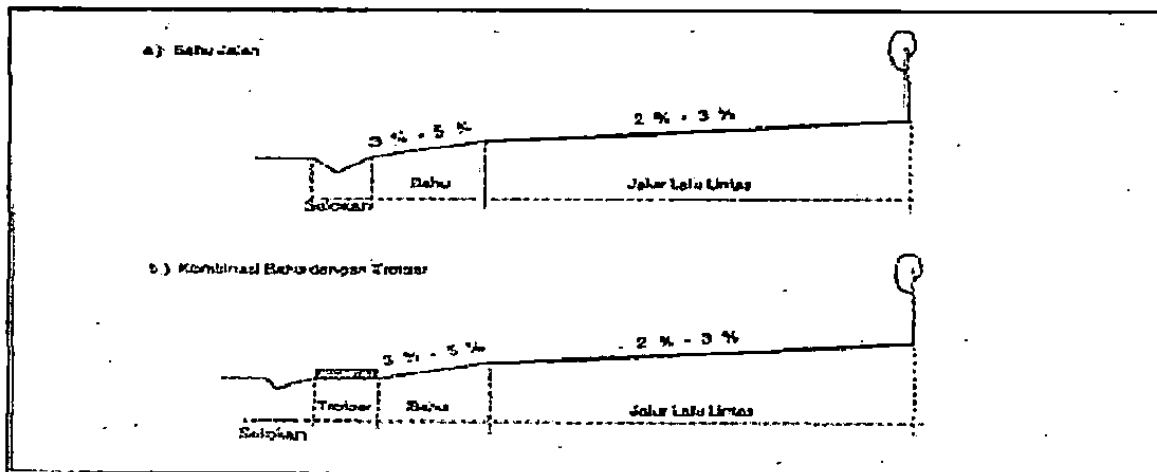 a) Bahu Jalan
3 % - 5 %
2 % - 3 %
Bahu
Jalur Lalu Lintas
Selokan
b) Kombinasi Bahu dengan Trotoar
3 % - 5 %
2 % - 3 %
Trotoar
Bahu
Jalur Lalu Lintas
Selokan